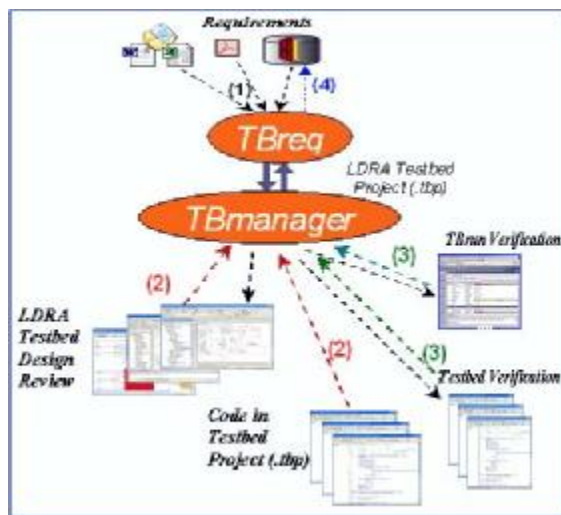 Requirements
(1)
(4)
TBreq
LDRA Testbed
Project (.tbp)
TBmanager
TBrun Verification
(2)
(3)
LDRA
Testbed
Design
Review
(2)
(3)
Testbed Verification
Code in
Testbed
Project (.tbp)